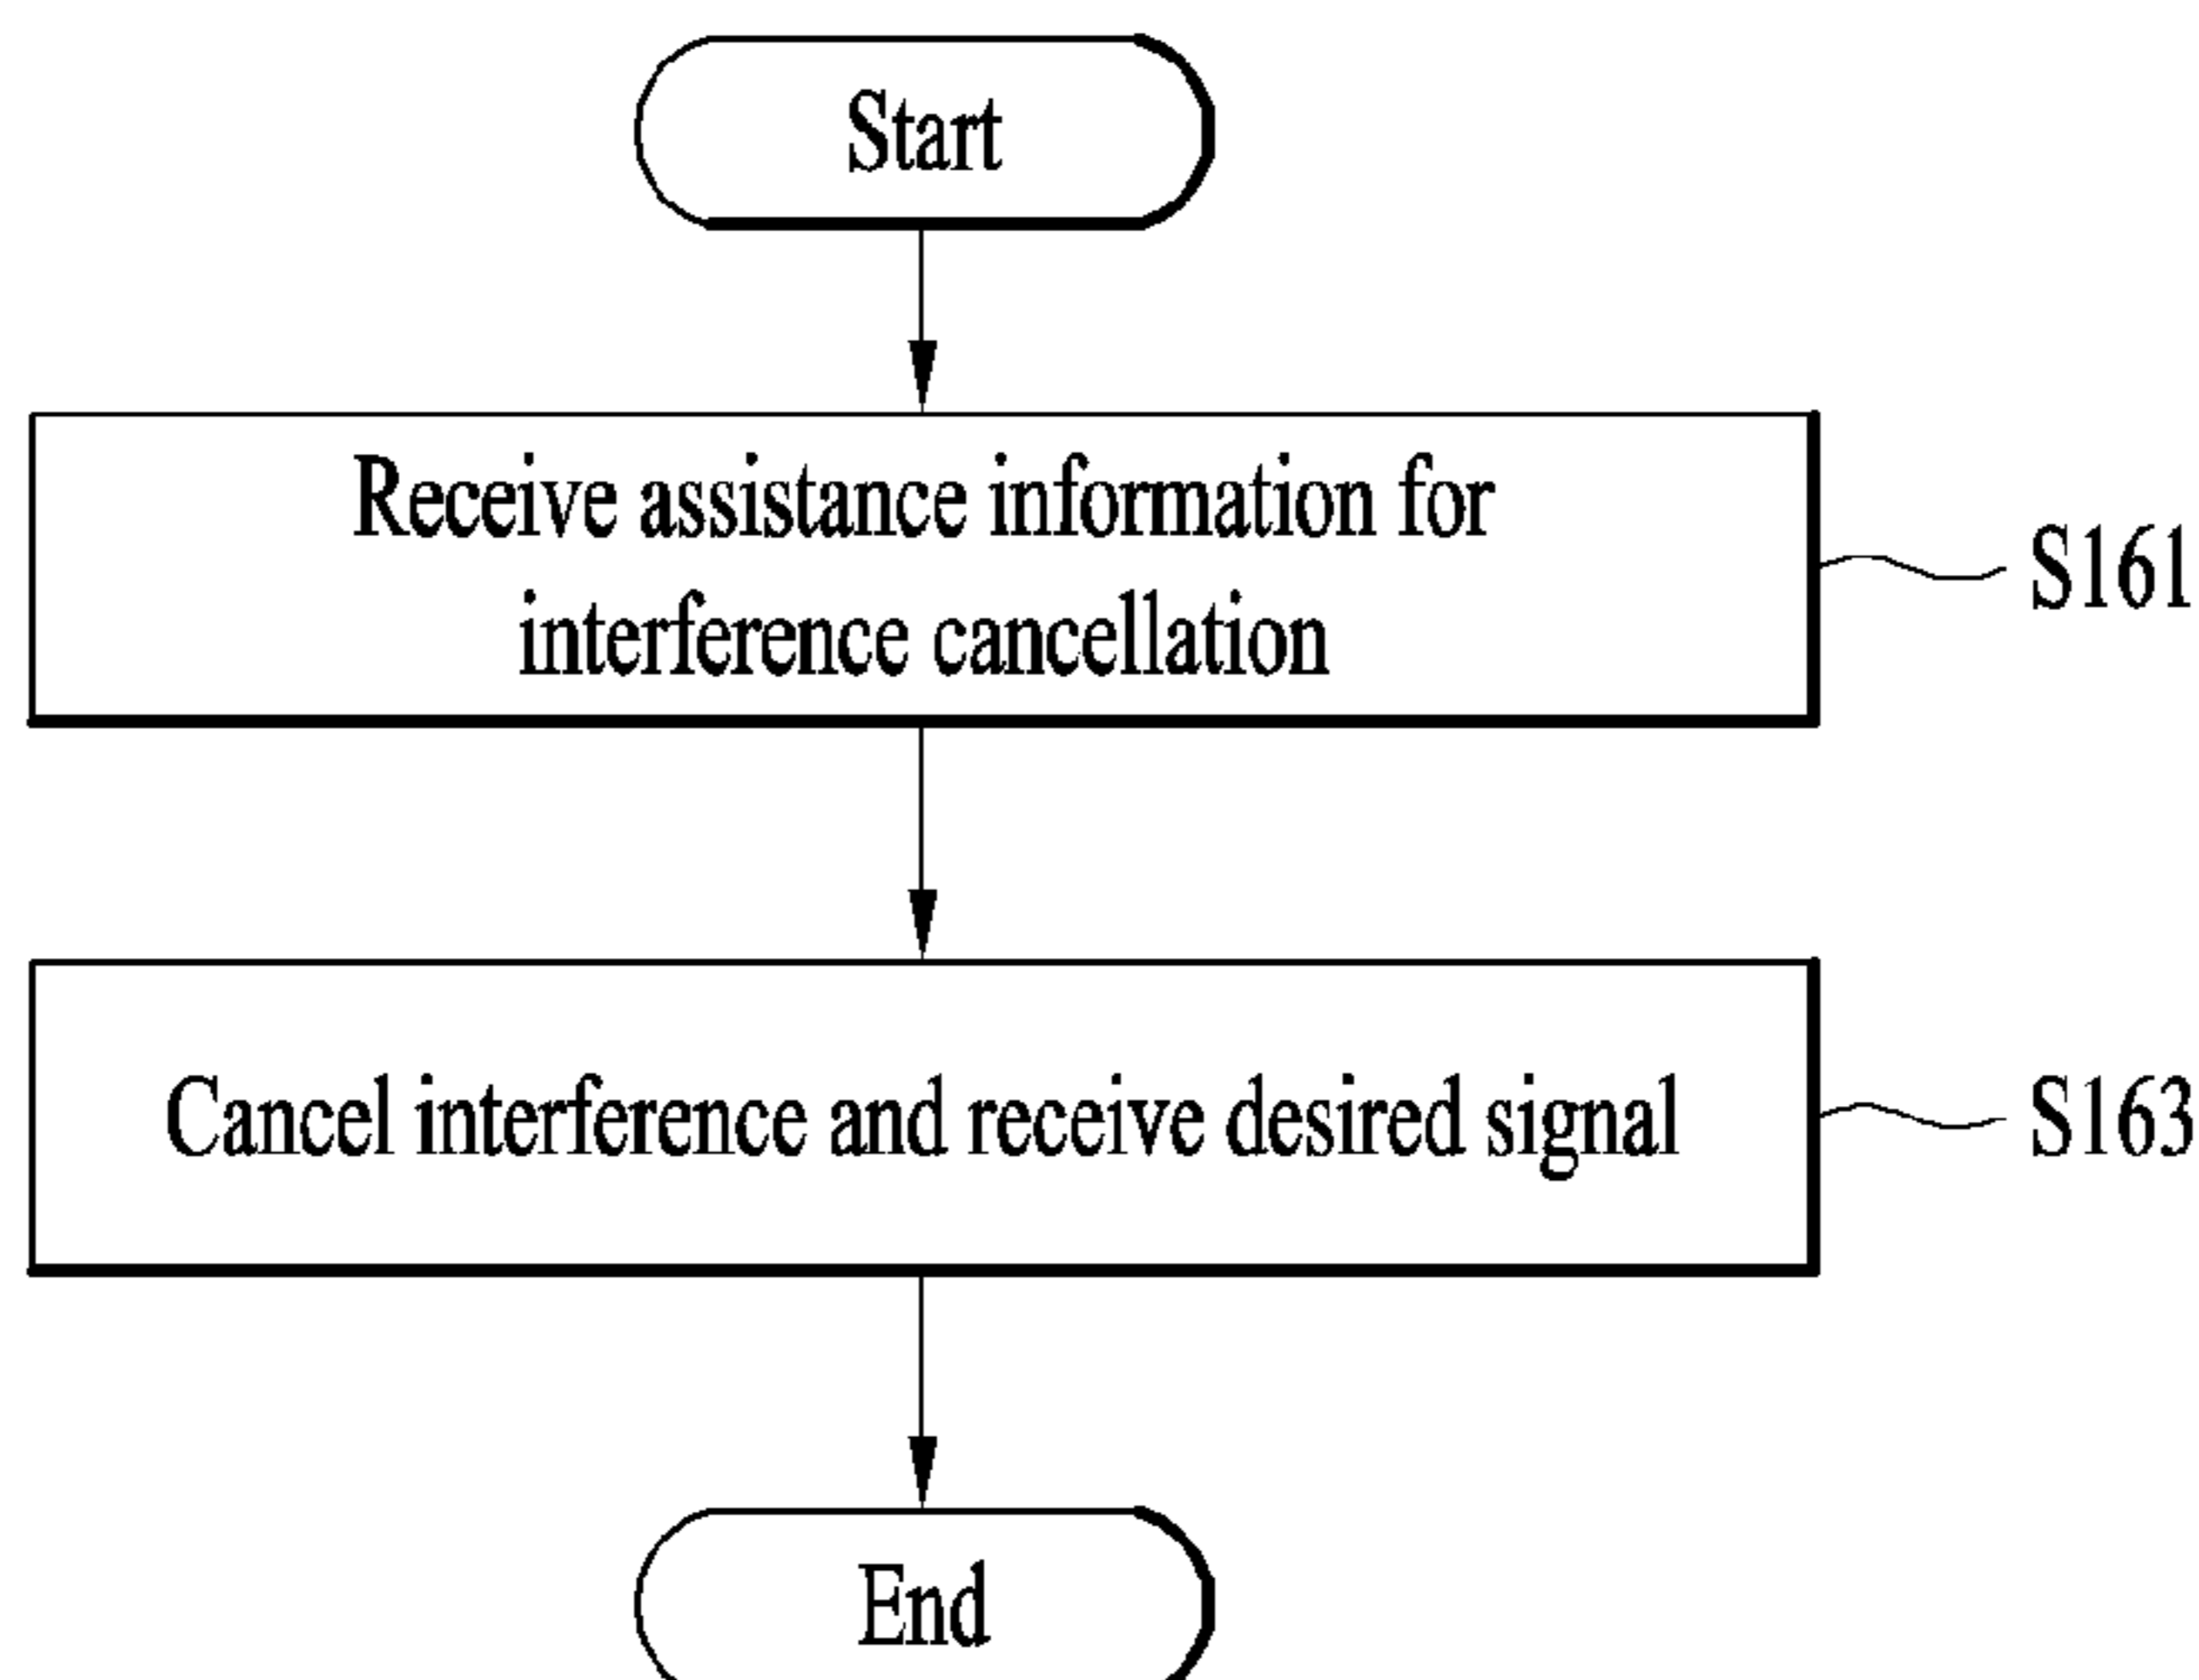 Start
Receive assistance information for
interference cancellation
S161
Cancel interference and receive desired signal
S163
End